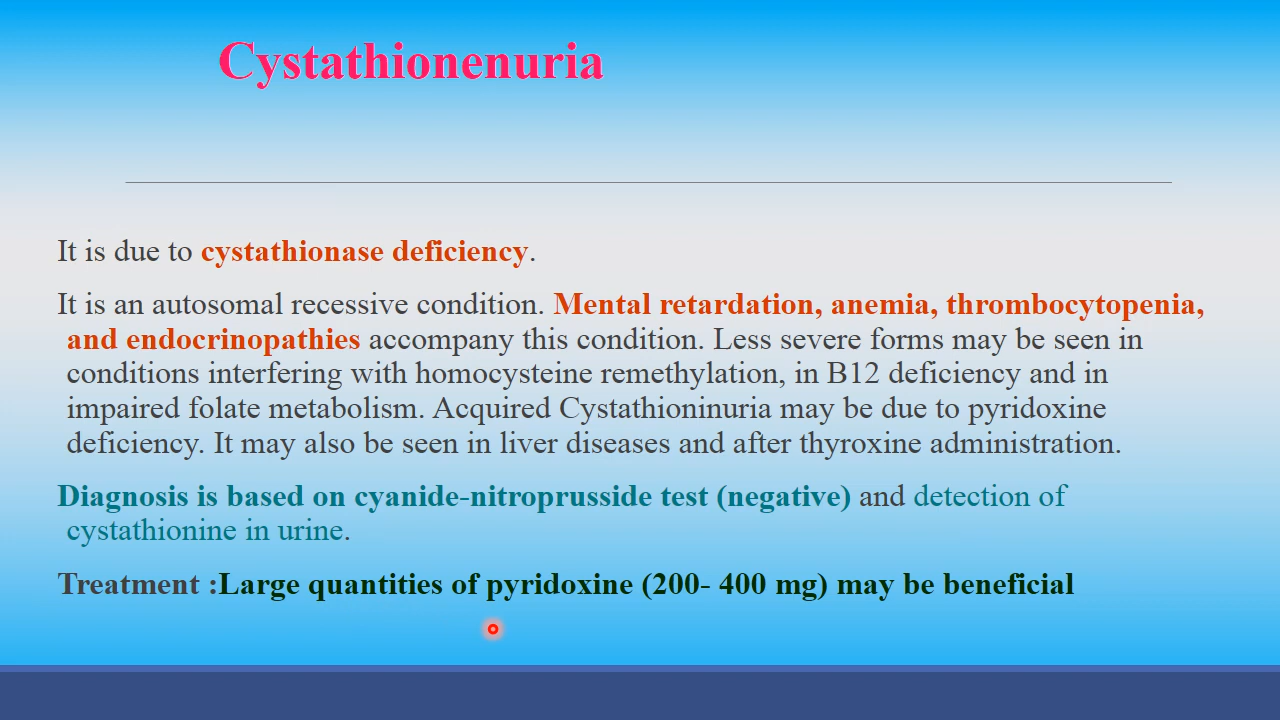 Cystathionenuria
It is due to cystathionase deficiency.
It is an autosomal recessive condition. Mental retardation, anemia, thrombocytopenia,
and endocrinopathies accompany this condition. Less severe forms may be seen in
conditions interfering with homocysteine remethylation, in B12 deficiency and in
impaired folate metabolism. Acquired Cystathioninuria may be due to pyridoxine
deficiency. It may also be seen in liver diseases and after thyroxine administration.
Diagnosis is based on cyanide-nitroprusside test (negative) and detection of
cystathionine in urine.
Treatment :Large quantities of pyridoxine (200- 400 mg) may be beneficial